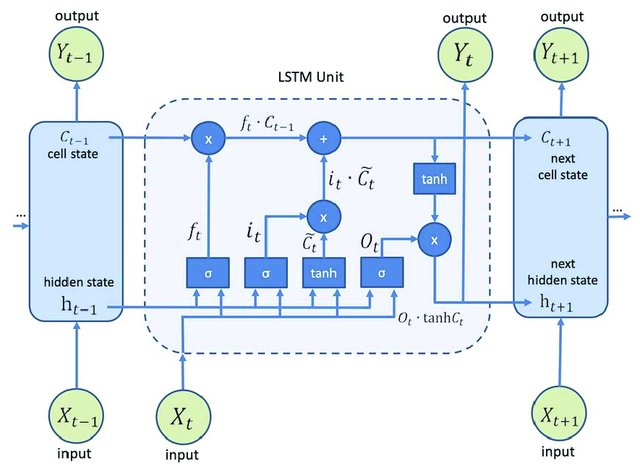 output
Y_{t-1}
output
Y_t
output
Y_{t+1}
LSTM Unit
C_{t-1}
cell state
x
f_t · C_{t-1}
+
C_{t+1}
next
cell state
tanh
i_t · C̃_t
f_t
i_t
x
C̃_t
O_t
x
σ
σ
tanh
σ
hidden state
h_{t-1}
next
hidden state
h_{t+1}
O_t · tanhC_t
...
...
X_{t-1}
input
X_t
input
X_{t+1}
input